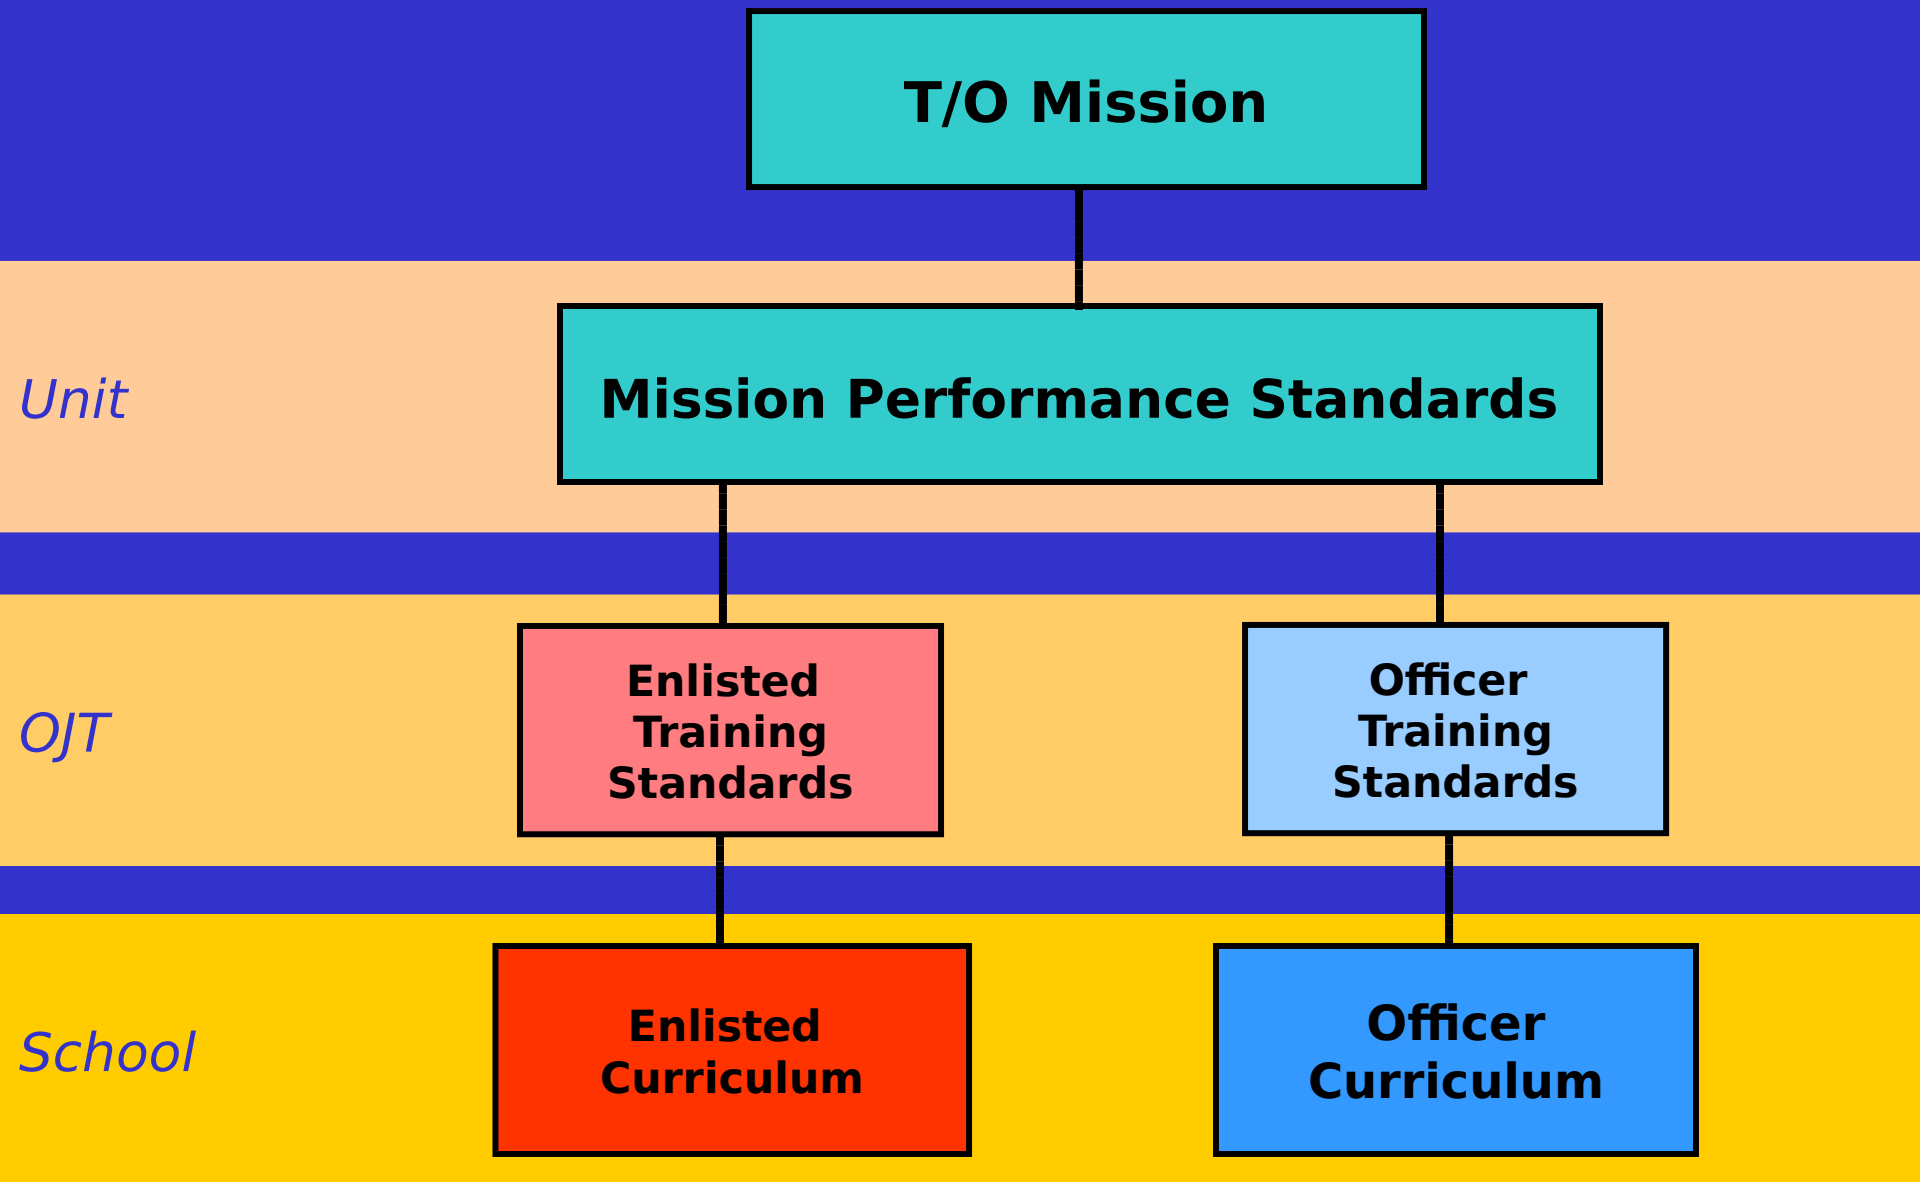 T/O Mission
Unit
Mission Performance Standards
OJT
Enlisted
Training
Standards
Officer
Training
Standards
School
Enlisted
Curriculum
Officer
Curriculum